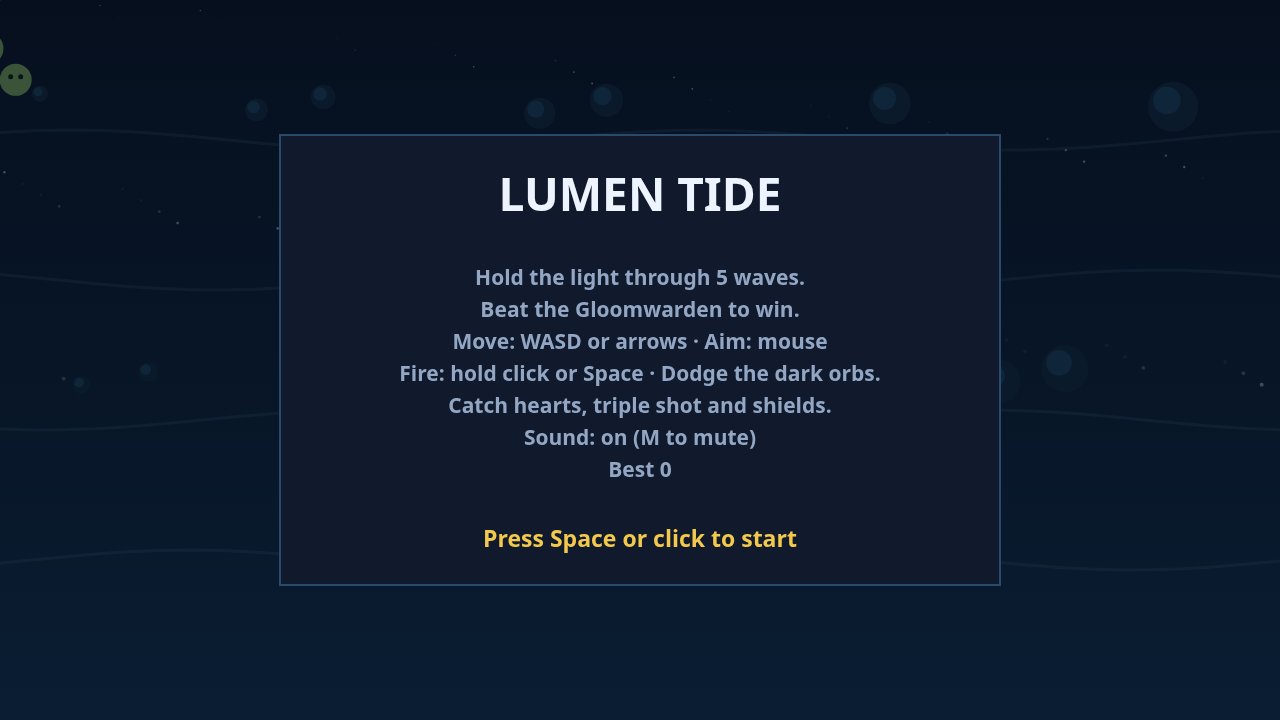 LUMEN TIDE
Hold the light through 5 waves.
Beat the Gloomwarden to win.
Move: WASD or arrows · Aim: mouse
Fire: hold click or Space · Dodge the dark orbs.
Catch hearts, triple shot and shields.
Sound: on (M to mute)
Best 0
Press Space or click to start